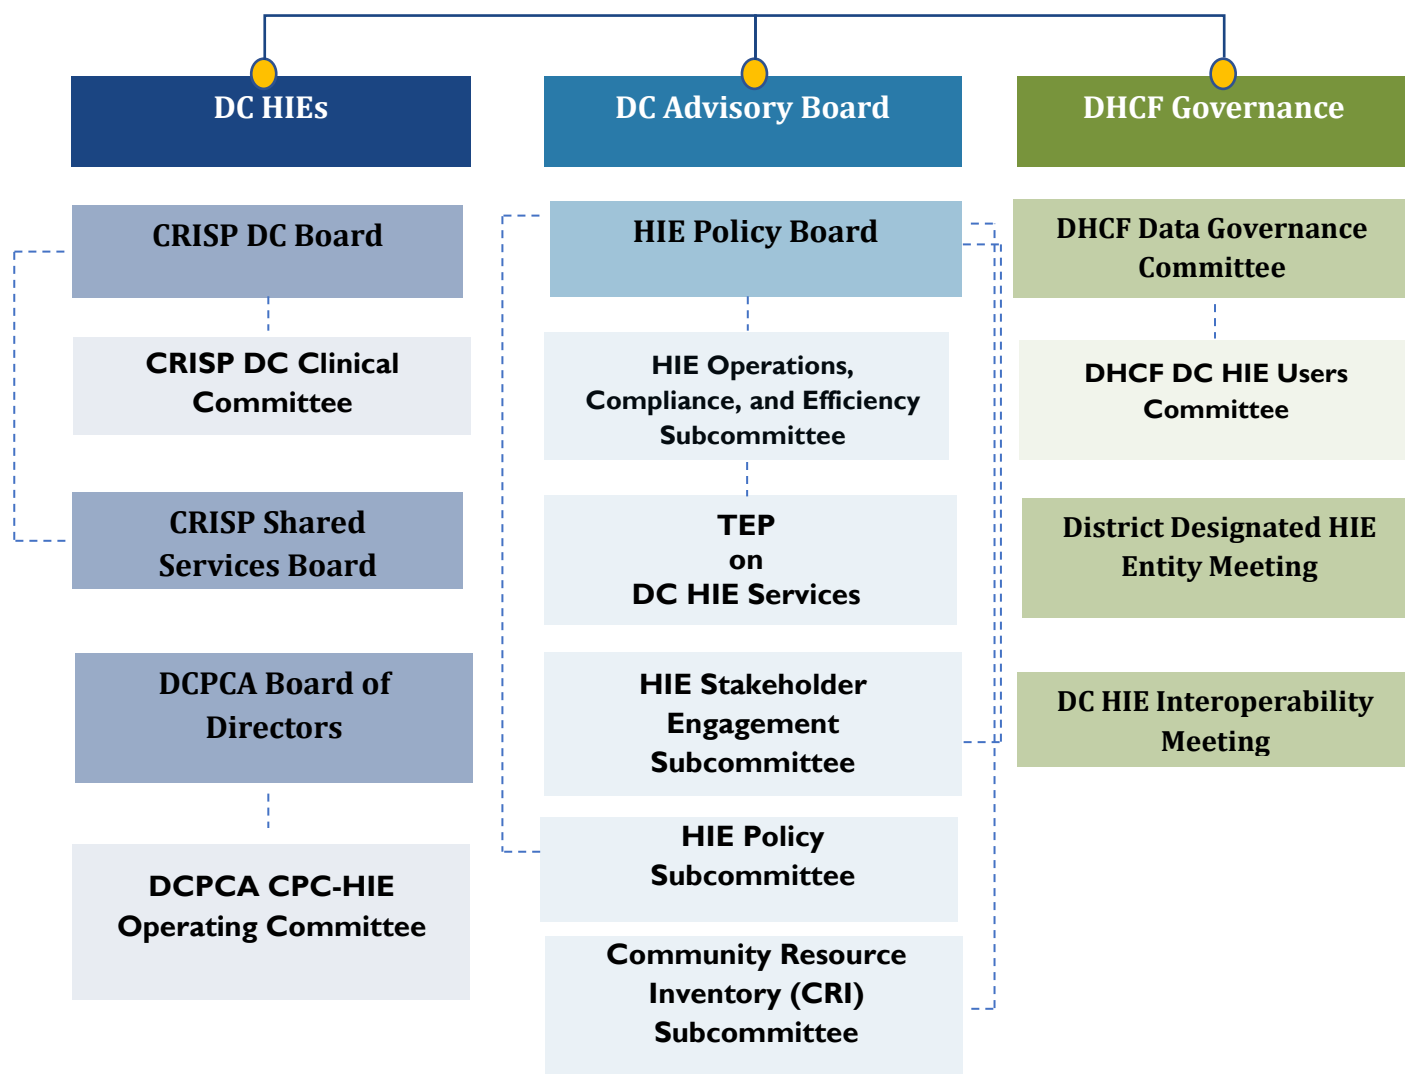 DC HIEs
DC Advisory Board
DHCF Governance
CRISP DC Board
CRISP DC Clinical
Committee
CRISP Shared
Services Board
DCPCA Board of
Directors
DCPCA CPC-HIE
Operating Committee
HIE Policy Board
HIE Operations,
Compliance, and Efficiency
Subcommittee
TEP
on
DC HIE Services
HIE Stakeholder
Engagement
Subcommittee
HIE Policy
Subcommittee
Community Resource
Inventory (CRI)
Subcommittee
DHCF Data Governance
Committee
DHCF DC HIE Users
Committee
District Designated HIE
Entity Meeting
DC HIE Interoperability
Meeting